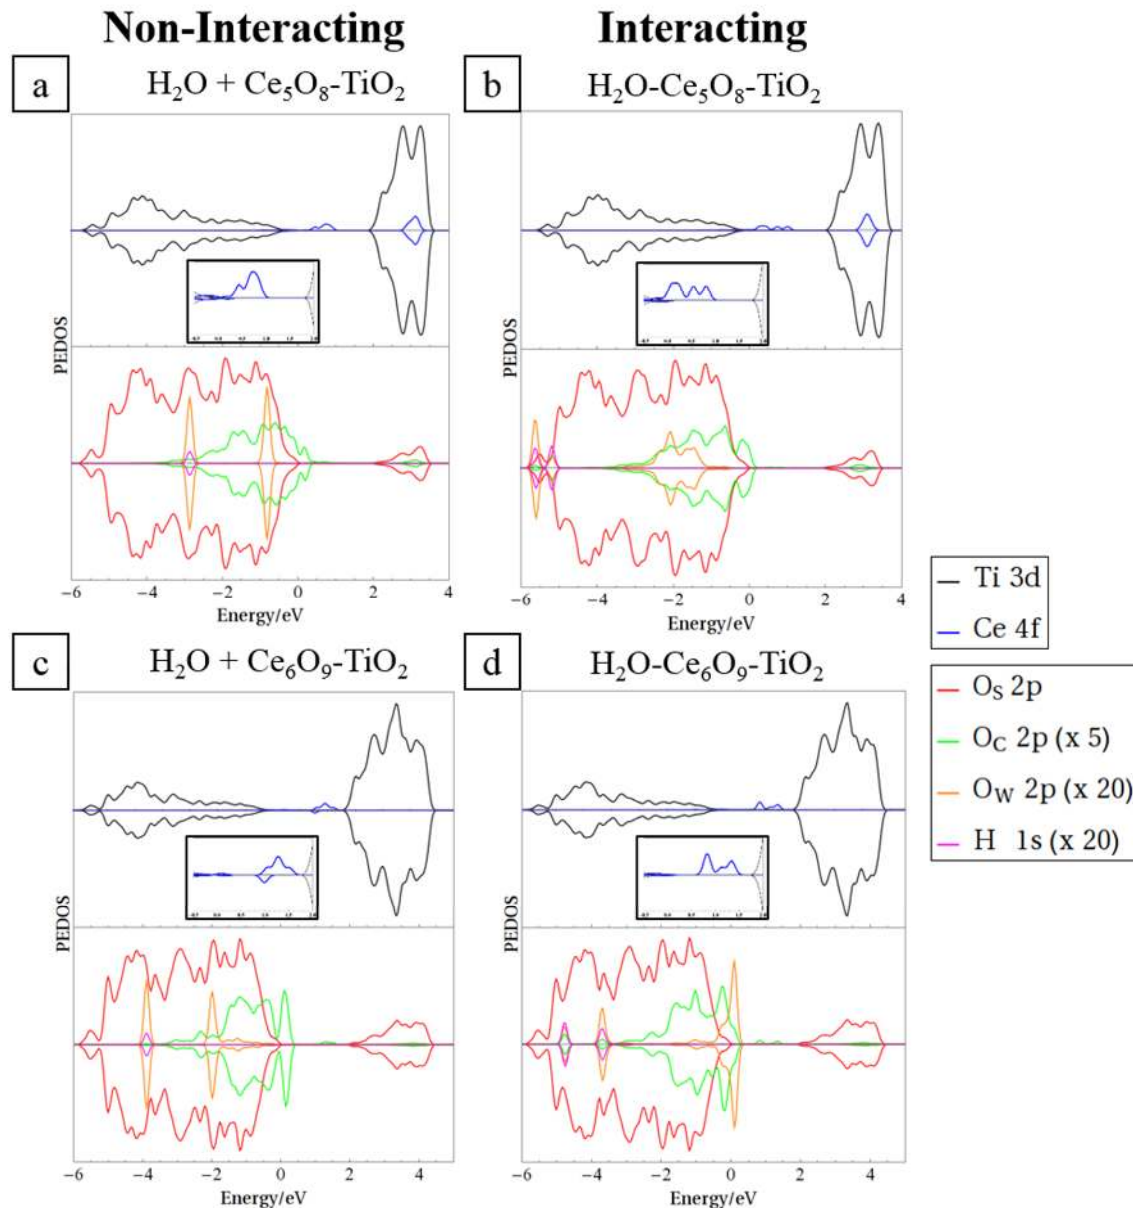 Non-Interacting
Interacting
a
H₂O + Ce₅O₈-TiO₂
b
H₂O-Ce₅O₈-TiO₂
PEDOS
PEDOS
−6 −4 −2 0 2 4
−6 −4 −2 0 2 4
Energy/eV
Energy/eV
c
H₂O + Ce₆O₉-TiO₂
d
H₂O-Ce₆O₉-TiO₂
Ti 3d
Ce 4f
O_S 2p
O_C 2p (x 5)
O_W 2p (x 20)
H 1s (x 20)
PEDOS
PEDOS
−6 −4 −2 0 2 4
−6 −4 −2 0 2 4
Energy/eV
Energy/eV